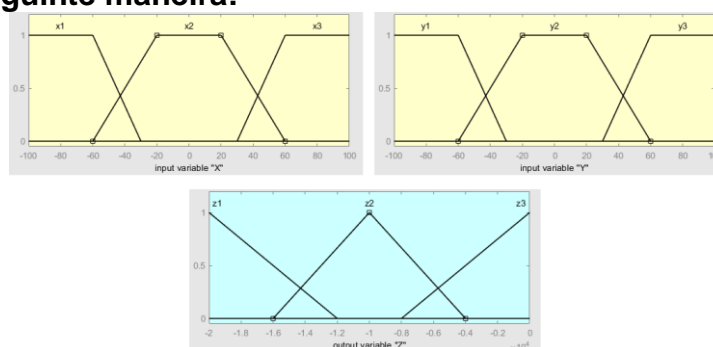 guinte maneira:
x1 x2 x3
1
0.5
0
-100 -80 -60 -40 -20 0 20 40 60 80 100
input variable "X"
y1 y2 y3
1
0.5
0
-100 -80 -60 -40 -20 0 20 40 60 80
input variable "Y"
z1 z2 z3
1
0.5
0
-2 -1.8 -1.6 -1.4 -1.2 -1 -0.8 -0.6 -0.4 -0.2 0
output variable "Z"